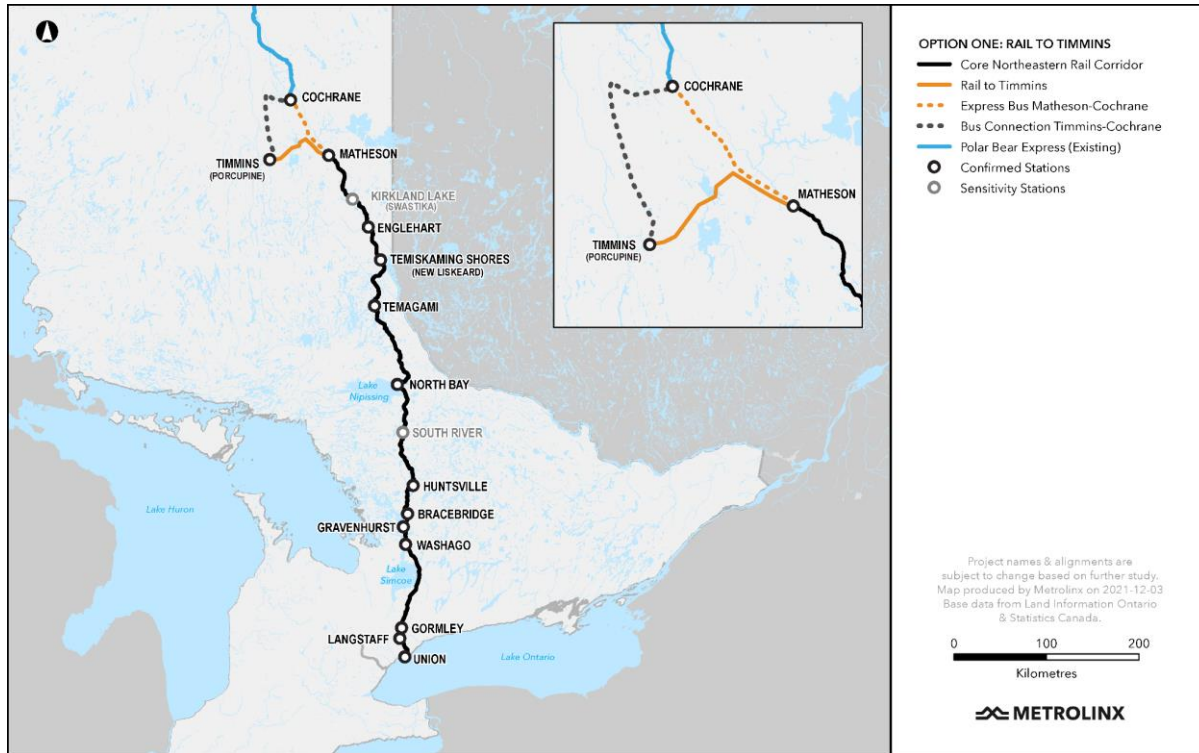 COCHRANE
TIMMINS
(PORCUPINE)
MATHESON
KIRKLAND LAKE
(SWASTIKA)
ENGLEHART
TEMISKAMING SHORES
(NEW LISKEARD)
TEMAGAMI
Lake
Nipissing
NORTH BAY
SOUTH RIVER
HUNTSVILLE
Lake Huron
BRACEBRIDGE
GRAVENHURST
WASHAGO
Lake
Simcoe
GORMLEY
LANGSTAFF
UNION
Lake Ontario
COCHRANE
MATHESON
TIMMINS
(PORCUPINE)
OPTION ONE: RAIL TO TIMMINS
Core Northeastern Rail Corridor
Rail to Timmins
Express Bus Matheson-Cochrane
Bus Connection Timmins-Cochrane
Polar Bear Express (Existing)
Confirmed Stations
Sensitivity Stations
Project names & alignments are
subject to change based on further study.
Map produced by Metrolinx on 2021-12-03
Base data from Land Information Ontario
& Statistics Canada.
0 100 200
Kilometres
METROLINX